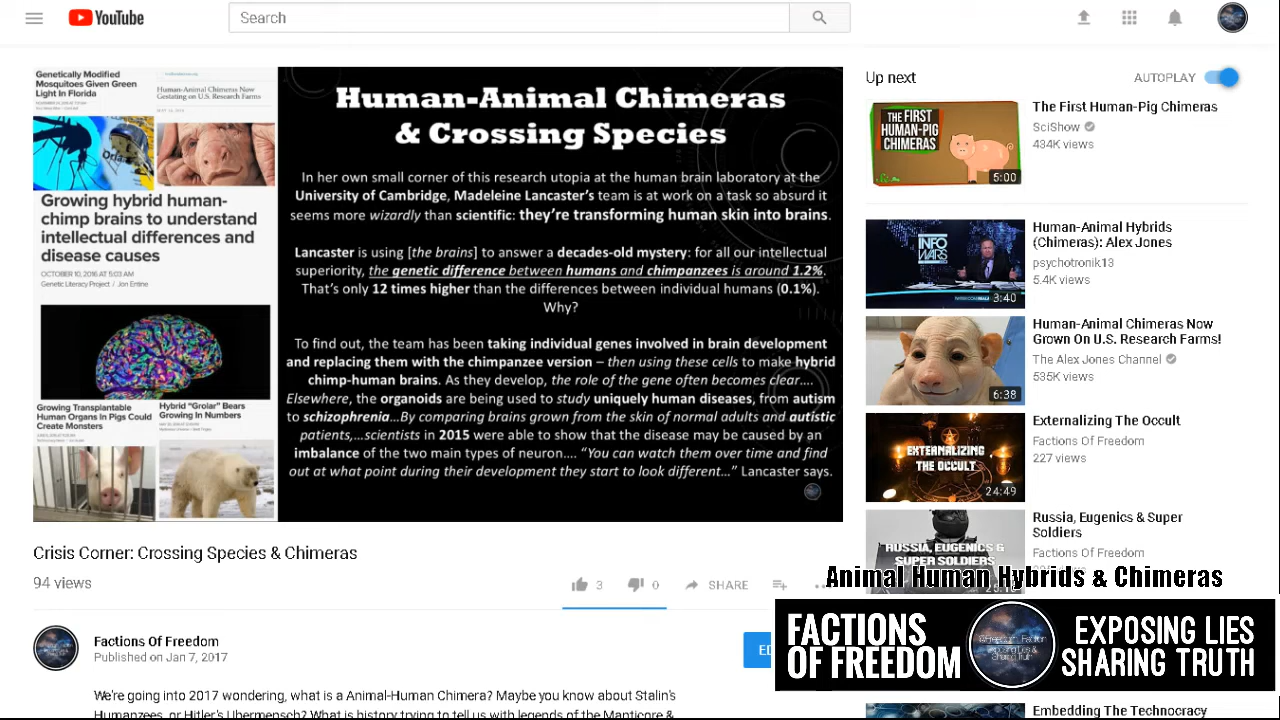 YouTube
Search
Genetically Modified
Mosquitoes Given Green
Light In Florida
Human-Animal Chimeras Now
Gestating on U.S. Research Farms
Growing hybrid human-
chimp brains to understand
intellectual differences and
disease causes
OCTOBER 10, 2016 AT 5:03 AM
Genetic Literacy Project / Jon Entine
Growing Transplantable
Human Organs In Pigs Could
Create Monsters
Hybrid "Grolar" Bears
Growing In Numbers
Human-Animal Chimeras
& Crossing Species
In her own small corner of this research utopia at the human brain laboratory at the
University of Cambridge, Madeleine Lancaster's team is at work on a task so absurd it
seems more wizardly than scientific: they're transforming human skin into brains.
Lancaster is using [the brains] to answer a decades-old mystery: for all our intellectual
superiority, the genetic difference between humans and chimpanzees is around 1.2%.
That's only 12 times higher than the differences between individual humans (0.1%).
Why?
To find out, the team has been taking individual genes involved in brain development
and replacing them with the chimpanzee version – then using these cells to make hybrid
chimp-human brains. As they develop, the role of the gene often becomes clear....
Elsewhere, the organoids are being used to study uniquely human diseases, from autism
to schizophrenia...By comparing brains grown from the skin of normal adults and autistic
patients,...scientists in 2015 were able to show that the disease may be caused by an
imbalance of the two main types of neuron.... "You can watch them over time and find
out at what point during their development they start to look different..." Lancaster says.
Crisis Corner: Crossing Species & Chimeras
94 views
3
0
SHARE
Factions Of Freedom
Published on Jan 7, 2017
We're going into 2017 wondering, what is a Animal-Human Chimera? Maybe you know about Stalin's
Humanzees, or Hitler's Ubermensch? What is history trying to tell us with legends of the Manticore &
Up next
AUTOPLAY
THE FIRST
HUMAN-PIG
CHIMERAS
5:00
The First Human-Pig Chimeras
SciShow
434K views
INFO
WARS
3:40
Human-Animal Hybrids
(Chimeras): Alex Jones
psychotronik13
5.4K views
6:38
Human-Animal Chimeras Now
Grown On U.S. Research Farms!
The Alex Jones Channel
535K views
EXTERNALIZING
THE OCCULT
24:49
Externalizing The Occult
Factions Of Freedom
227 views
RUSSIA, EUGENICS &
SUPER SOLDIERS
Russia, Eugenics & Super
Soldiers
Factions Of Freedom
Animal Human Hybrids & Chimeras
FACTIONS
OF FREEDOM
@Freedom_Faction
Exposing Lies &
Sharing Truth
EXPOSING LIES
SHARING TRUTH
Embedding The Technocracy